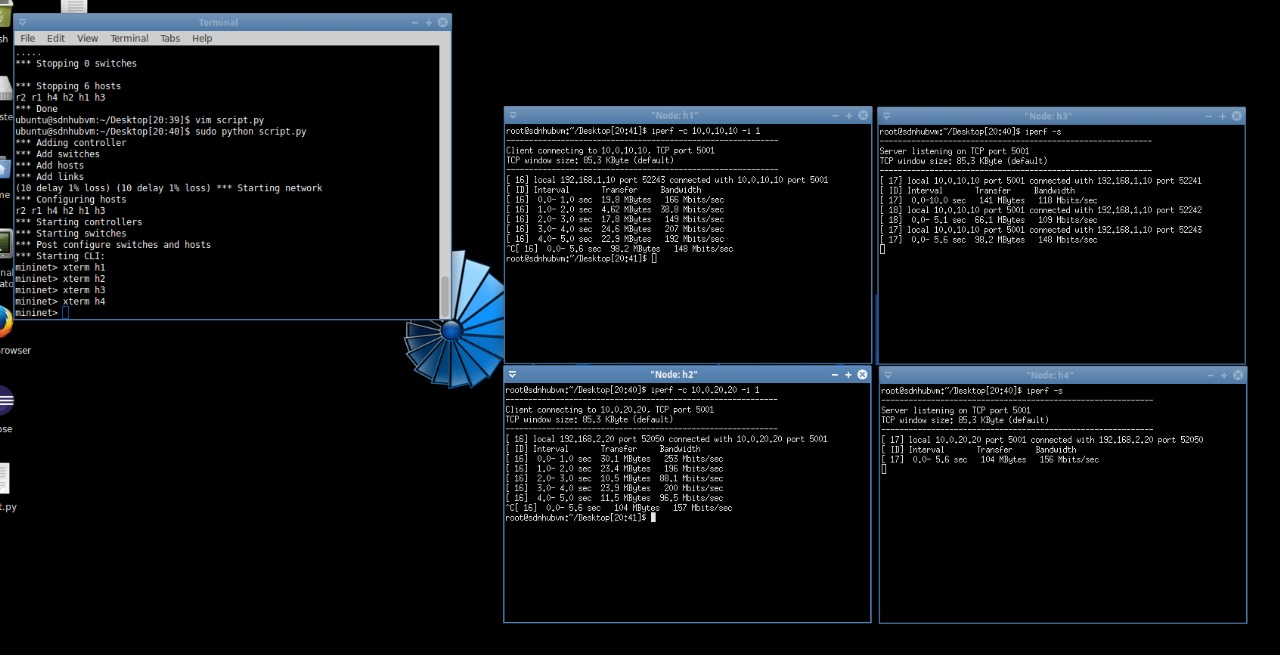 Terminal
File Edit View Terminal Tabs Help
.....
*** Stopping 0 switches
*** Stopping 6 hosts
r2 r1 h4 h2 h1 h3
*** Done
ubuntu@sdnhubvm:~/Desktop[20:39]$ vim script.py
ubuntu@sdnhubvm:~/Desktop[20:40]$ sudo python script.py
*** Adding controller
*** Add switches
*** Add hosts
*** Add links
(10 delay 1% loss) (10 delay 1% loss) *** Starting network
*** Configuring hosts
r2 r1 h4 h2 h1 h3
*** Starting controllers
*** Starting switches
*** Post configure switches and hosts
*** Starting CLI:
mininet> xterm h1
mininet> xterm h2
mininet> xterm h3
mininet> xterm h4
mininet>
sh
ste
me
nal
ato
rowser
ose
t.py
"Node: h1"
root@sdnhubvm:~/Desktop[20:41]$ iperf -c 10.0.10.10 -i 1
------------------------------------------------------------
Client connecting to 10.0.10.10, TCP port 5001
TCP window size: 85.3 KByte (default)
------------------------------------------------------------
[ 16] local 192.168.1.10 port 52243 connected with 10.0.10.10 port 5001
[ ID] Interval Transfer Bandwidth
[ 16] 0.0- 1.0 sec 19.8 MBytes 166 Mbits/sec
[ 16] 1.0- 2.0 sec 4.62 MBytes 38.8 Mbits/sec
[ 16] 2.0- 3.0 sec 17.8 MBytes 149 Mbits/sec
[ 16] 3.0- 4.0 sec 24.6 MBytes 207 Mbits/sec
[ 16] 4.0- 5.0 sec 22.9 MBytes 192 Mbits/sec
^C[ 16] 0.0- 5.6 sec 98.2 MBytes 148 Mbits/sec
root@sdnhubvm:~/Desktop[20:41]$
"Node: h3"
root@sdnhubvm:~/Desktop[20:40]$ iperf -s
------------------------------------------------------------
Server listening on TCP port 5001
TCP window size: 85.3 KByte (default)
------------------------------------------------------------
[ 17] local 10.0.10.10 port 5001 connected with 192.168.1.10 port 52241
[ ID] Interval Transfer Bandwidth
[ 17] 0.0-10.0 sec 141 MBytes 118 Mbits/sec
[ 18] local 10.0.10.10 port 5001 connected with 192.168.1.10 port 52242
[ 18] 0.0- 5.1 sec 66.1 MBytes 109 Mbits/sec
[ 17] local 10.0.10.10 port 5001 connected with 192.168.1.10 port 52243
[ 17] 0.0- 5.6 sec 98.2 MBytes 148 Mbits/sec
"Node: h2"
root@sdnhubvm:~/Desktop[20:40]$ iperf -c 10.0.20.20 -i 1
------------------------------------------------------------
Client connecting to 10.0.20.20, TCP port 5001
TCP window size: 85.3 KByte (default)
------------------------------------------------------------
[ 16] local 192.168.2.20 port 52050 connected with 10.0.20.20 port 5001
[ ID] Interval Transfer Bandwidth
[ 16] 0.0- 1.0 sec 30.1 MBytes 253 Mbits/sec
[ 16] 1.0- 2.0 sec 23.4 MBytes 196 Mbits/sec
[ 16] 2.0- 3.0 sec 10.5 MBytes 88.1 Mbits/sec
[ 16] 3.0- 4.0 sec 23.9 MBytes 200 Mbits/sec
[ 16] 4.0- 5.0 sec 11.5 MBytes 96.5 Mbits/sec
^C[ 16] 0.0- 5.6 sec 104 MBytes 157 Mbits/sec
root@sdnhubvm:~/Desktop[20:41]$
"Node: h4"
root@sdnhubvm:~/Desktop[20:40]$ iperf -s
------------------------------------------------------------
Server listening on TCP port 5001
TCP window size: 85.3 KByte (default)
------------------------------------------------------------
[ 17] local 10.0.20.20 port 5001 connected with 192.168.2.20 port 52050
[ ID] Interval Transfer Bandwidth
[ 17] 0.0- 5.6 sec 104 MBytes 156 Mbits/sec